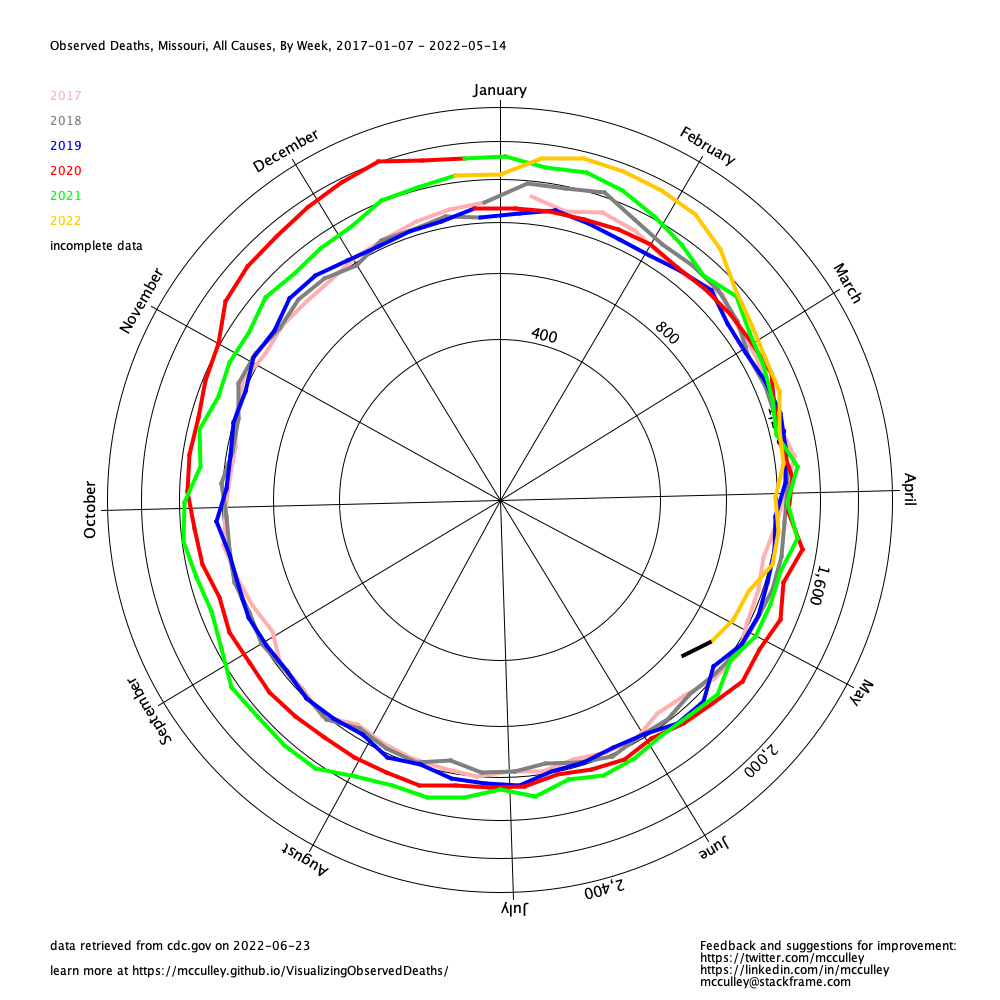 Observed Deaths, Missouri, All Causes, By Week, 2017-01-07 - 2022-05-14
January
2017
2018
2019
2020
2021
2022
incomplete data
December
February
November
March
400
800
October
April
1,600
September
May
2,000
August
June
2,400
July
data retrieved from cdc.gov on 2022-06-23
learn more at https://mcculley.github.io/VisualizingObservedDeaths/
Feedback and suggestions for improvement:
https://twitter.com/mcculley
https://linkedin.com/in/mcculley
mcculley@stackframe.com